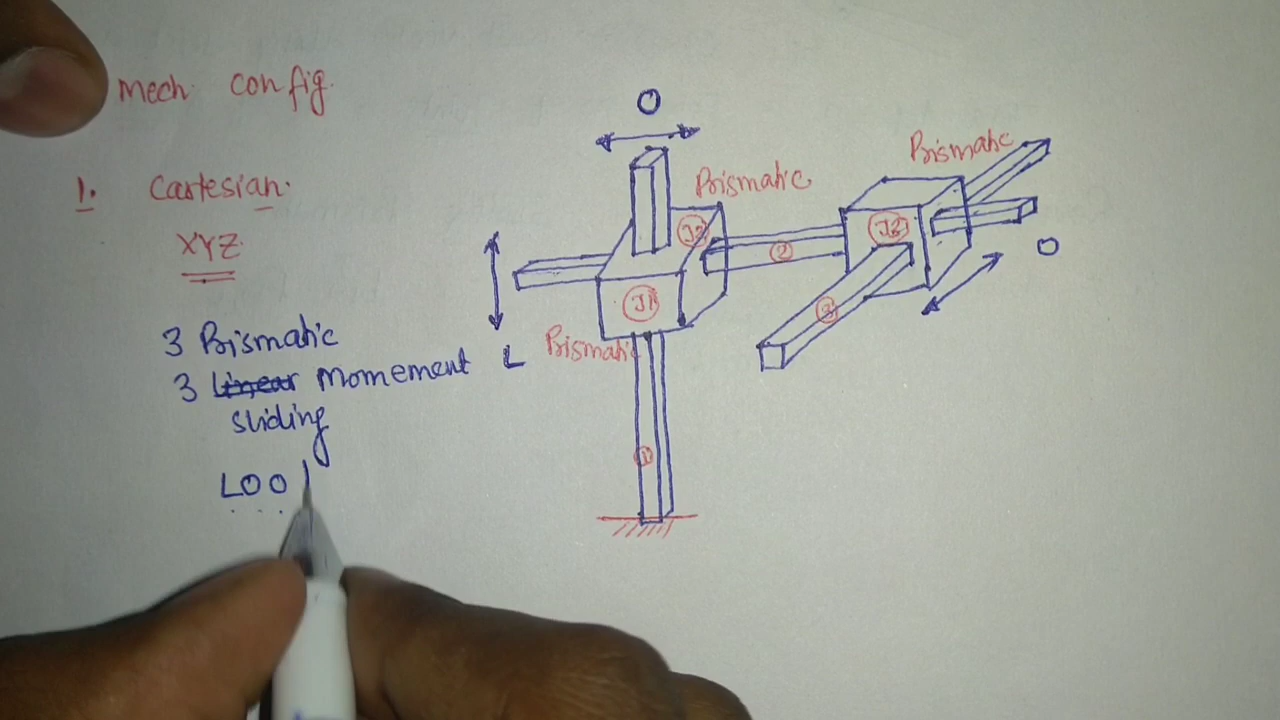 Mech. config.
1. Cartesian.
XYZ
3 Prismatic
3 linear Momement
sliding
LOO
O
Prismatic
Prismatic
J2
J1
Prismatic
L
2
J3
O
3
1